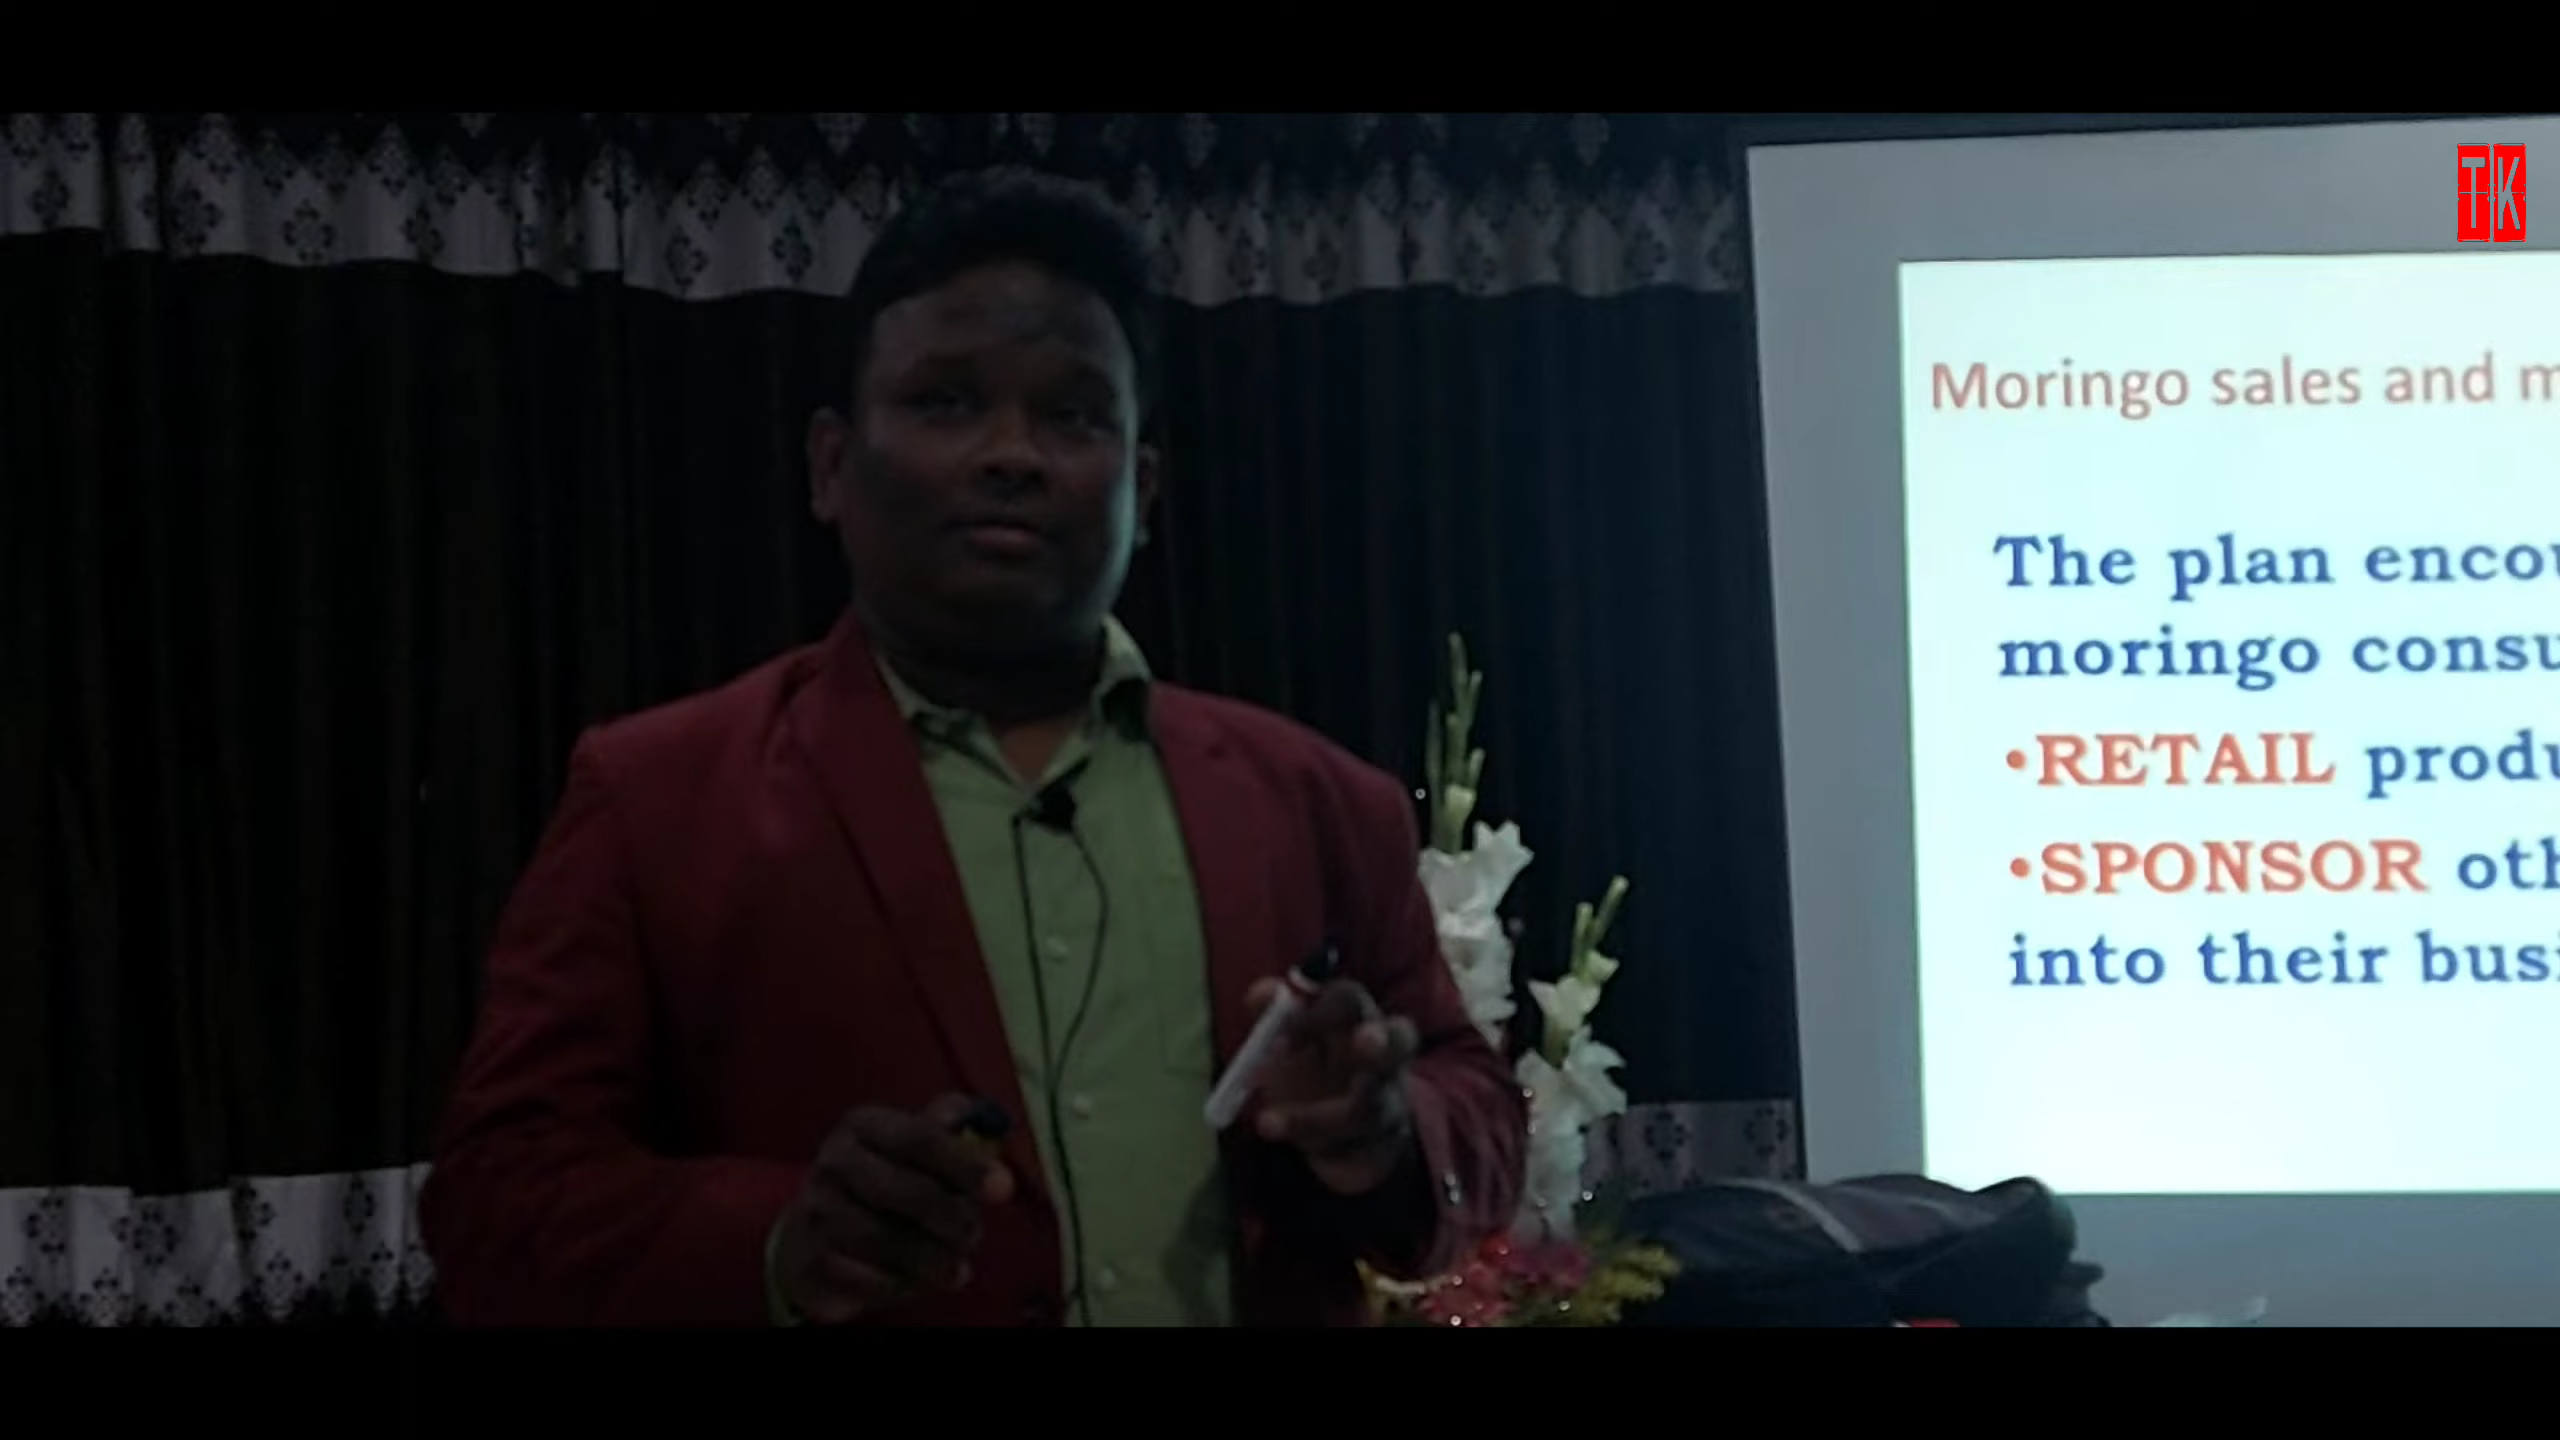 TK
Moringo sales and
The plan
moringo
•RETAIL
•SPONSOR
into their